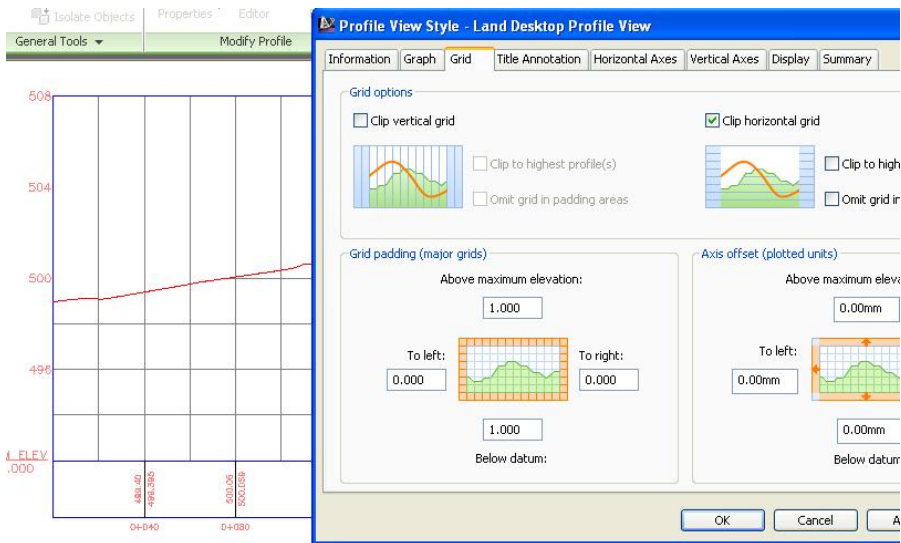 Isolate Objects Properties Editor
General Tools Modify Profile
508
504
500
496
ELEV
.000
499.40
499.395
500.06
500.059
0+040 0+080
Profile View Style - Land Desktop Profile View
Information Graph Grid Title Annotation Horizontal Axes Vertical Axes Display Summary
Grid options
Clip vertical grid Clip horizontal grid
Clip to highest profile(s) Clip to high
Omit grid in padding areas Omit grid in
Grid padding (major grids) Axis offset (plotted units)
Above maximum elevation: Above maximum eleva
1.000 0.00mm
To left: To right: To left:
0.000 0.000 0.00mm
1.000 0.00mm
Below datum: Below datum
OK Cancel A